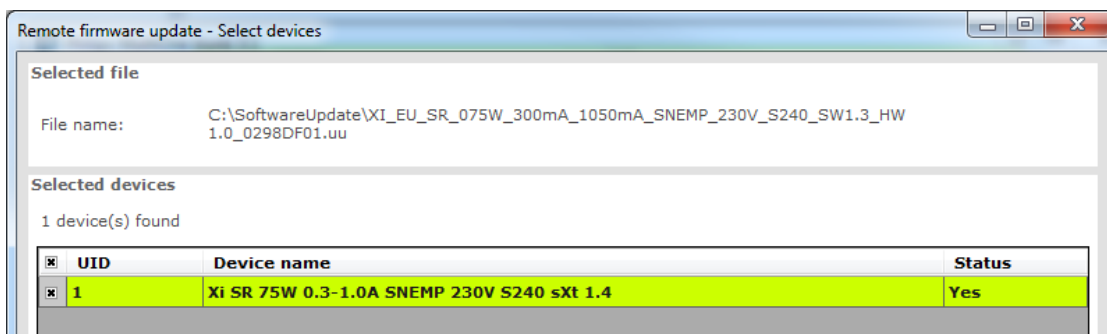 Remote firmware update - Select devices
Selected file
File name:
C:\SoftwareUpdate\XI_EU_SR_075W_300mA_1050mA_SNEMP_230V_S240_SW1.3_HW
1.0_0298DF01.uu
Selected devices
1 device(s) found
UID Device name Status
1 Xi SR 75W 0.3-1.0A SNEMP 230V S240 sXt 1.4 Yes